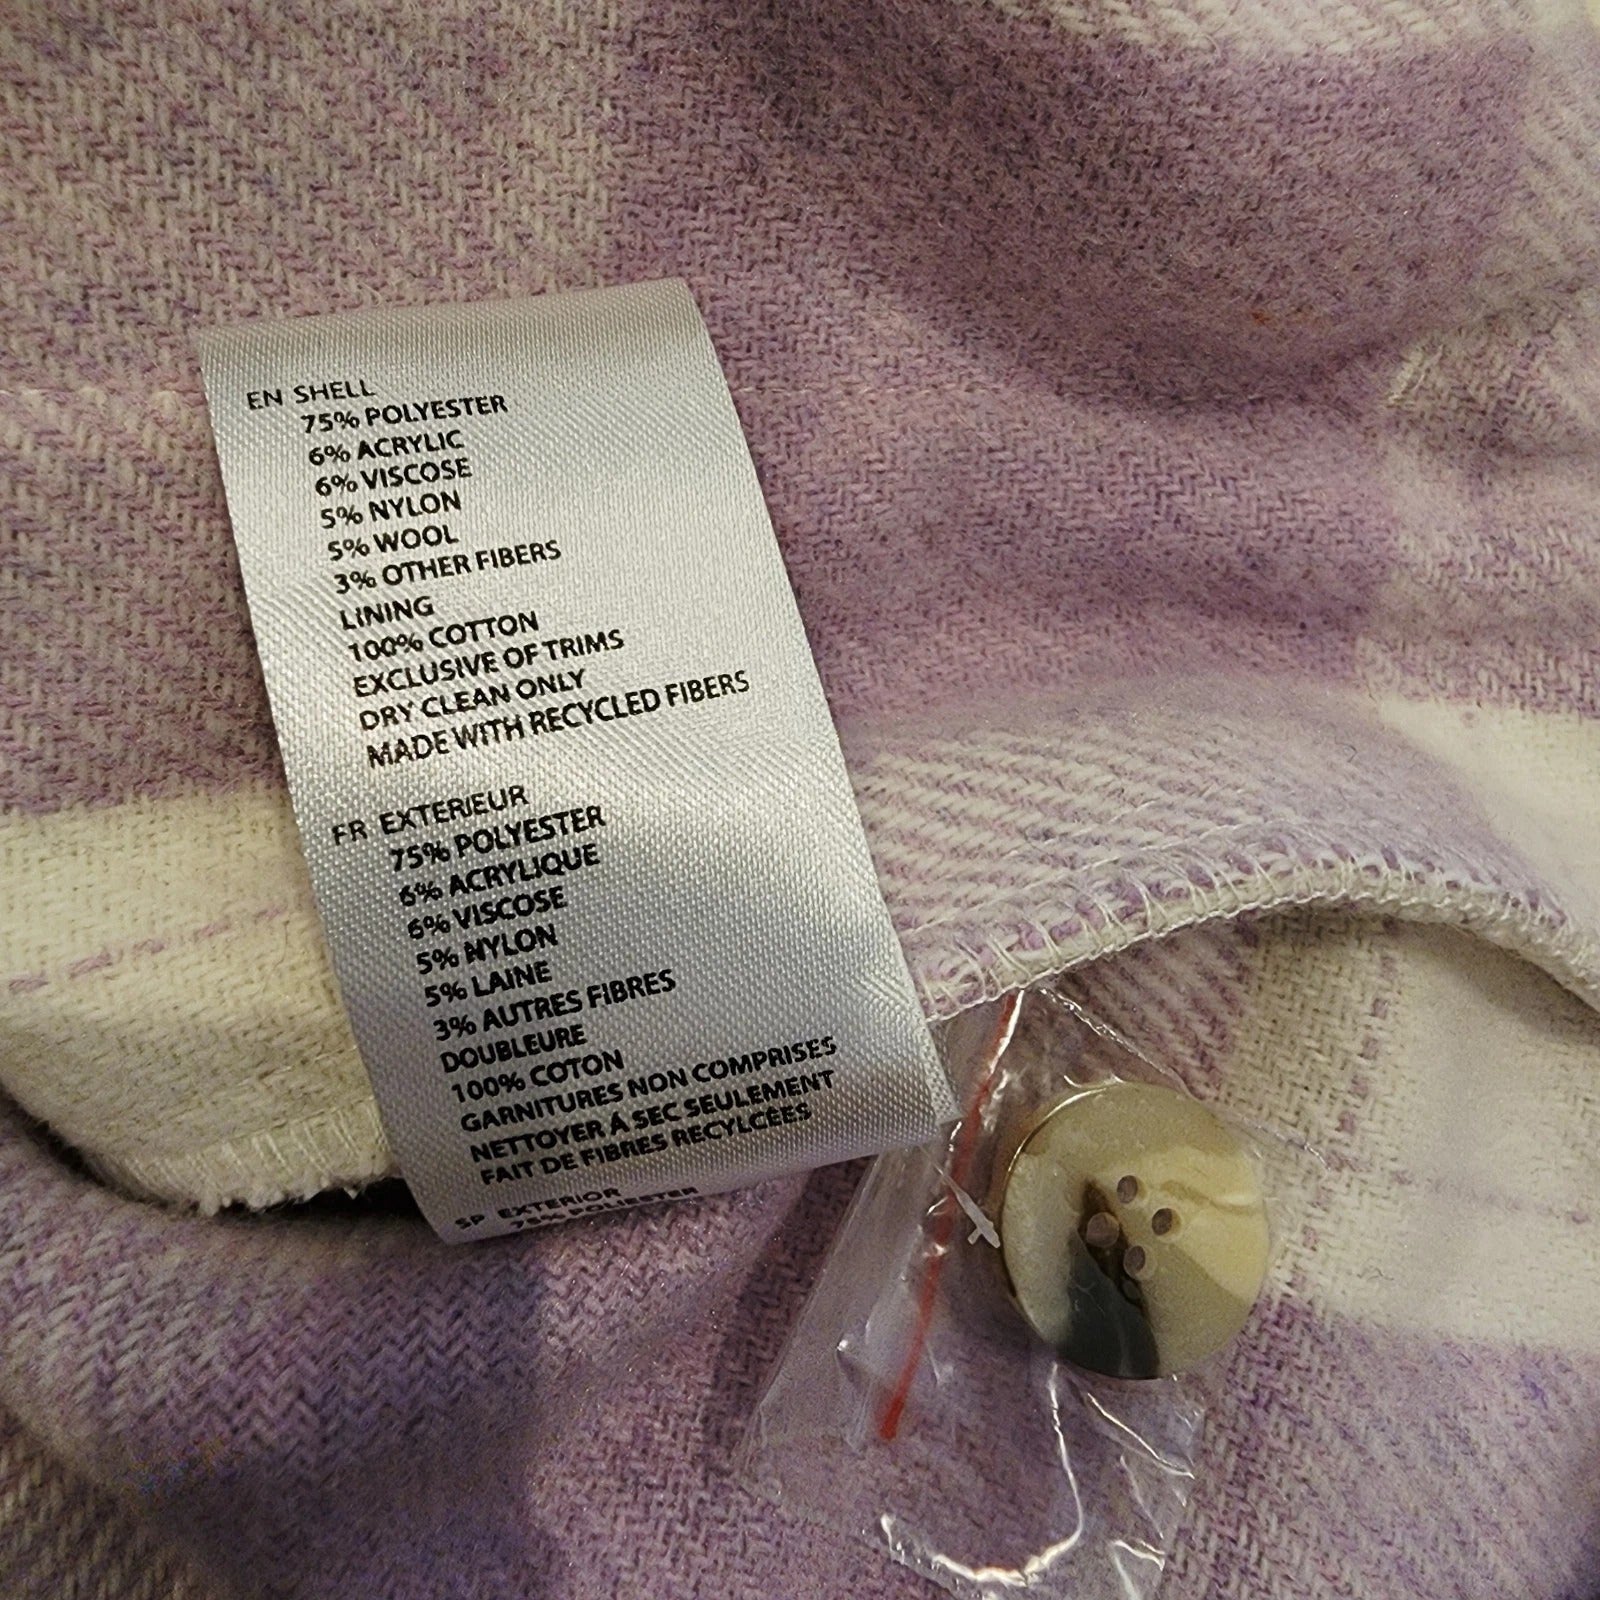 EN SHELL
75% POLYESTER
6% ACRYLIC
6% VISCOSE
5% NYLON
5% WOOL
3% OTHER FIBERS
LINING
100% COTTON
EXCLUSIVE OF TRIMS
DRY CLEAN ONLY
MADE WITH RECYCLED FIBERS
FR EXTERIEUR
75% POLYESTER
6% ACRYLIQUE
6% VISCOSE
5% NYLON
5% LAINE
3% AUTRES FIBRES
DOUBLEURE
100% COTON
GARNITURES NON COMPRISES
NETTOYER Á SEC SEULEMENT
FAIT DE FIBRES RECYLCÉES
SP EXTERIOR
75% POLIESTER